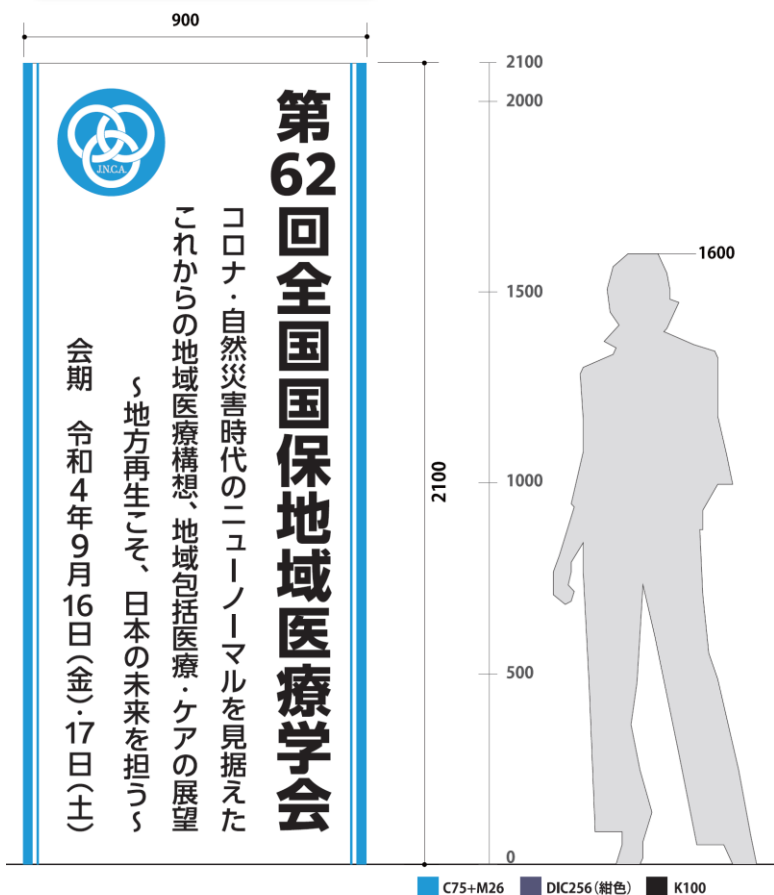 900
J.N.C.A.
第62回全国国保地域医療学会
コロナ・自然災害時代のニューノーマルを見据えた
これからの地域医療構想、地域包括医療・ケアの展望
～地方再生こそ、日本の未来を担う～
会期 令和4年9月16日(金)・17日(土)
2100
2100
2000
1600
1500
1000
500
0
C75+M26
DIC256(紺色)
K100